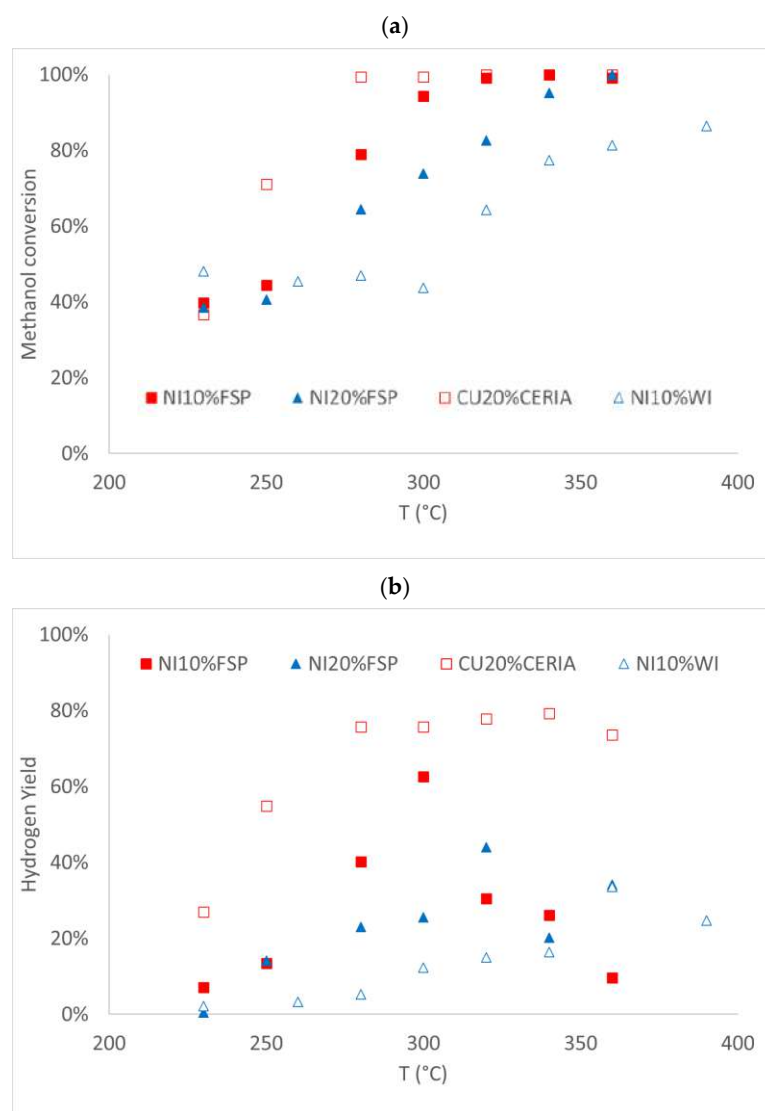 (a)
100%
80%
60%
40%
20%
0%
Methanol conversion
NI10%FSP NI20%FSP CU20%CERIA NI10%WI
200 250 300 350 400
T (°C)
(b)
100%
80%
60%
40%
20%
0%
Hydrogen Yield
NI10%FSP NI20%FSP CU20%CERIA NI10%WI
200 250 300 350 400
T (°C)